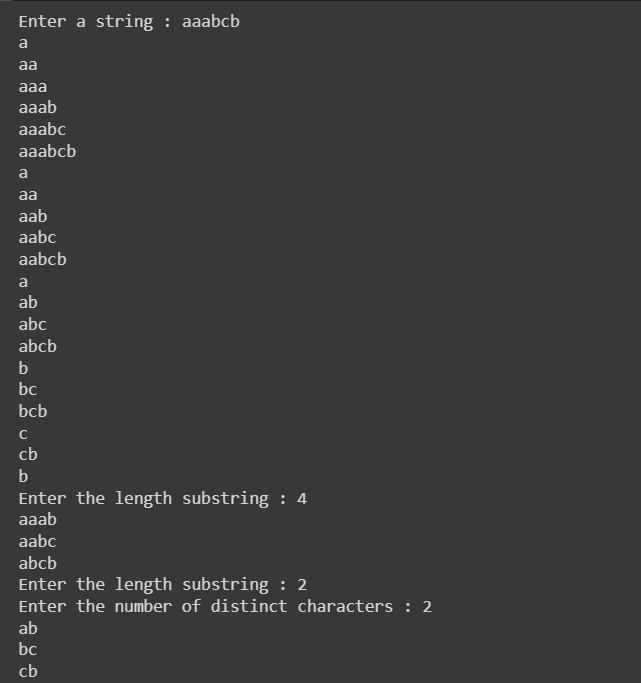 Enter a string : aaabcb
a
aa
aaa
aaab
aaabc
aaabcb
a
aa
aab
aabc
aabcb
a
ab
abc
abcb
b
bc
bcb
c
cb
b
Enter the length substring : 4
aaab
aabc
abcb
Enter the length substring : 2
Enter the number of distinct characters : 2
ab
bc
cb